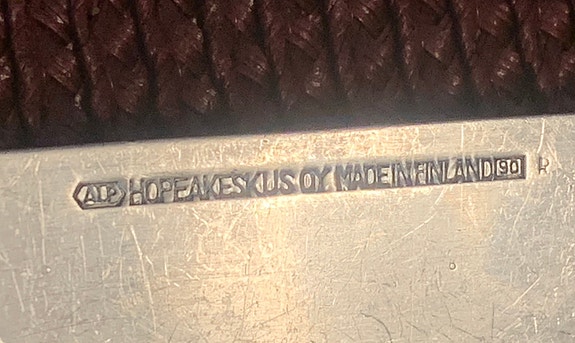 ALP HOPEAKESKUS OY MADE IN FINLAND 90 R